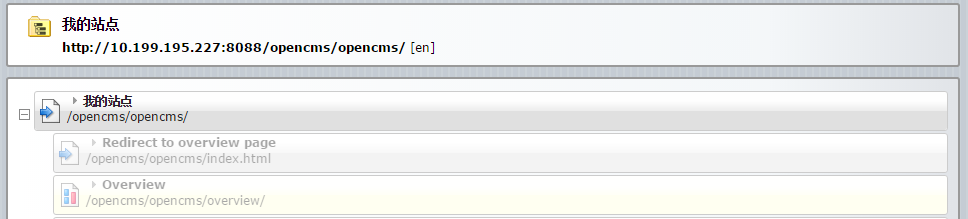 我的站点
http://10.199.195.227:8088/opencms/opencms/ [en]
我的站点
/opencms/opencms/
Redirect to overview page
/opencms/opencms/index.html
Overview
/opencms/opencms/overview/